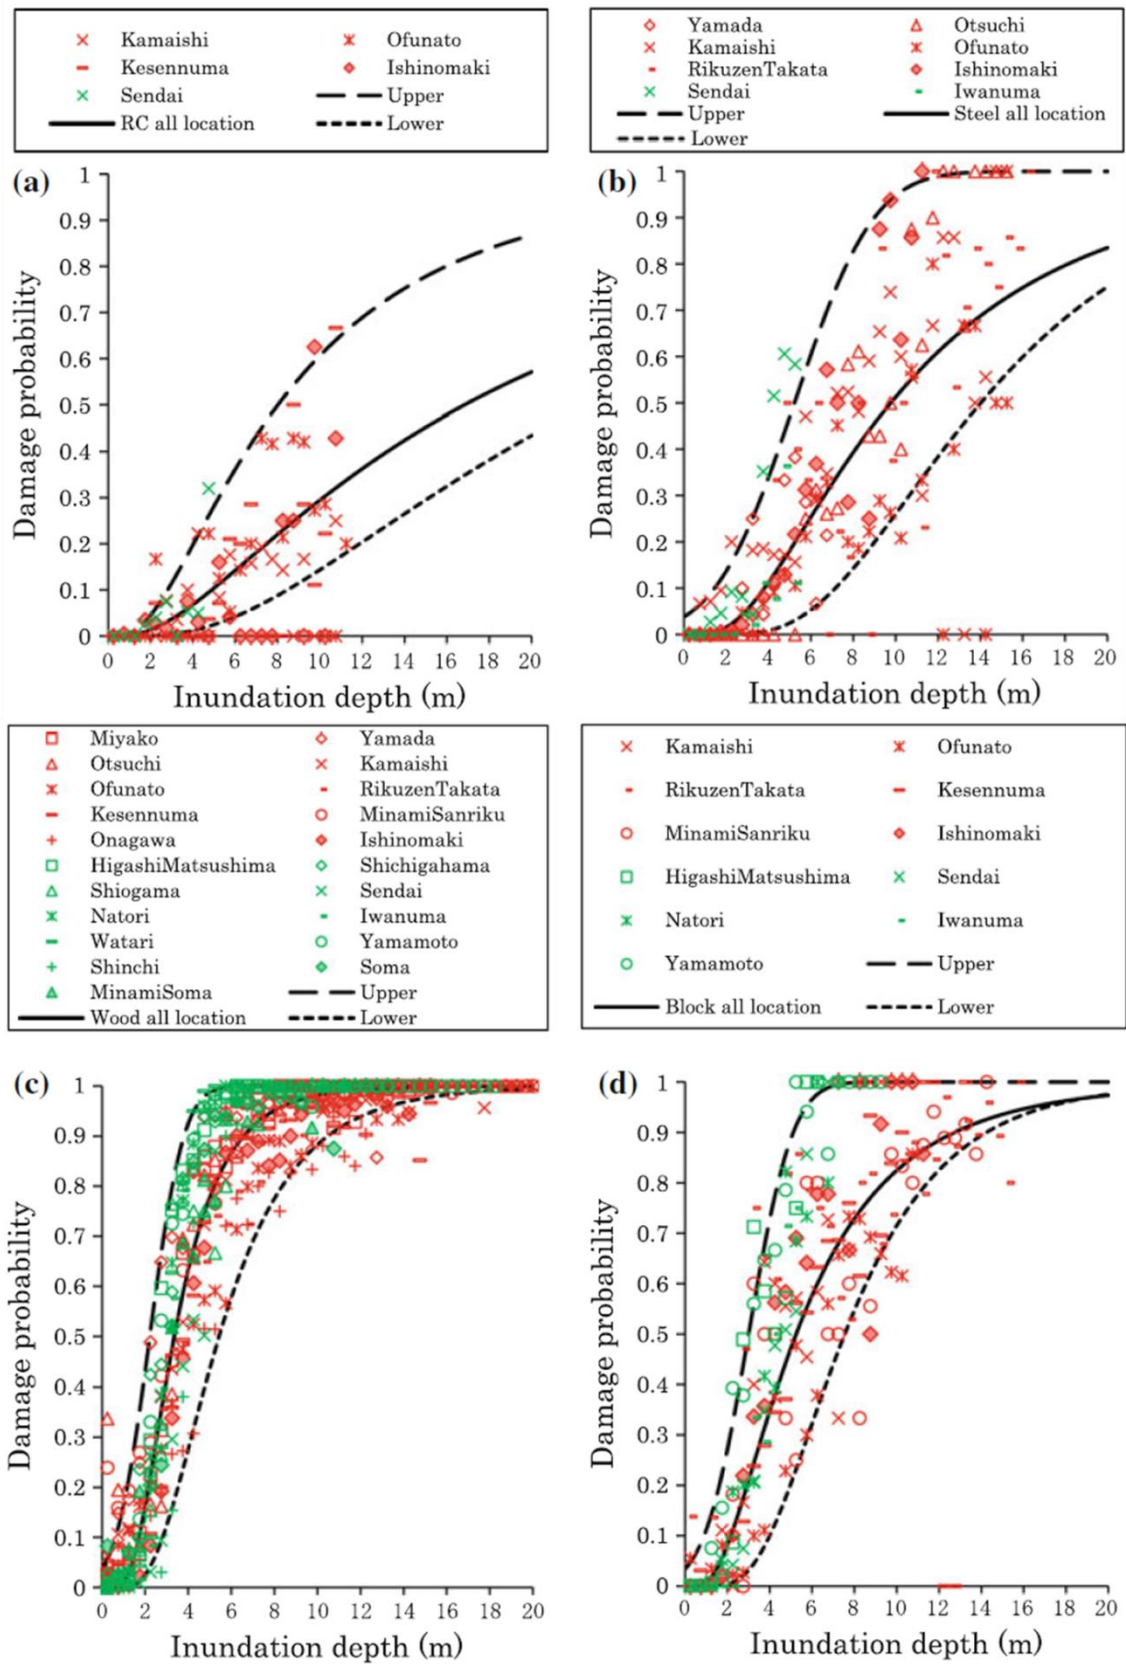 Kamaishi Ofunato
Kesennuma Ishinomaki
Sendai Upper
RC all location Lower
Yamada Otsuchi
Kamaishi Ofunato
RikuzenTakata Ishinomaki
Sendai Iwanuma
Upper Steel all location
Lower
(a)
1
0.9
0.8
0.7
0.6
0.5
0.4
0.3
0.2
0.1
0
Damage probability
0 2 4 6 8 10 12 14 16 18 20
Inundation depth (m)
(b)
1
0.9
0.8
0.7
0.6
0.5
0.4
0.3
0.2
0.1
0
Damage probability
0 2 4 6 8 10 12 14 16 18 20
Inundation depth (m)
Miyako Yamada
Otsuchi Kamaishi
Ofunato RikuzenTakata
Kesennuma MinamiSanriku
Onagawa Ishinomaki
HigashiMatsushima Shichigahama
Shiogama Sendai
Natori Iwanuma
Watari Yamamoto
Shinchi Soma
MinamiSoma Upper
Wood all location Lower
Kamaishi Ofunato
RikuzenTakata Kesennuma
MinamiSanriku Ishinomaki
HigashiMatsushima Sendai
Natori Iwanuma
Yamamoto Upper
Block all location Lower
(c)
1
0.9
0.8
0.7
0.6
0.5
0.4
0.3
0.2
0.1
0
Damage probability
0 2 4 6 8 10 12 14 16 18 20
Inundation depth (m)
(d)
1
0.9
0.8
0.7
0.6
0.5
0.4
0.3
0.2
0.1
0
Damage probability
0 2 4 6 8 10 12 14 16 18 20
Inundation depth (m)